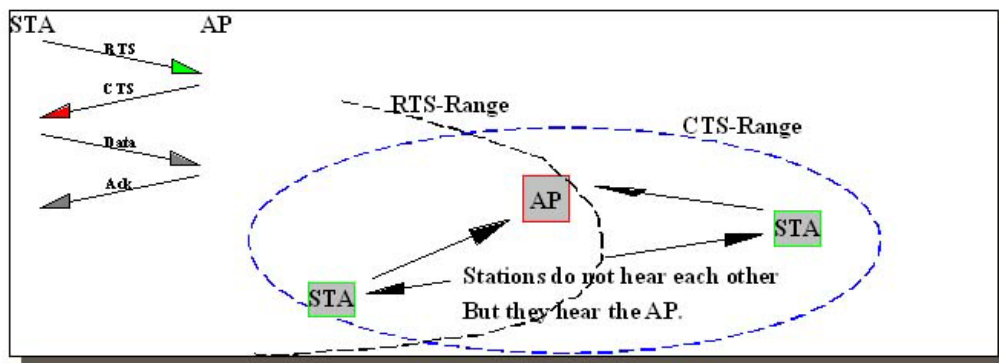 STA AP
RTS
CTS
Data
Ack
RTS-Range
CTS-Range
AP
STA
STA
Stations do not hear each other
But they hear the AP.